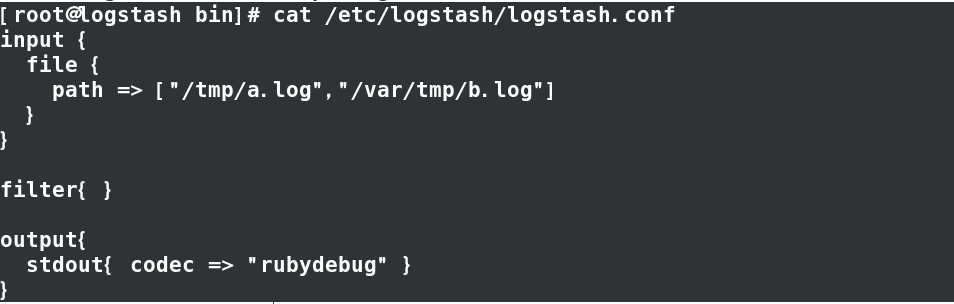 [root@logstash bin]# cat /etc/logstash/logstash.conf
input {
  file {
    path => ["/tmp/a.log","/var/tmp/b.log"]
  }
}

filter{ }

output{
  stdout{ codec => "rubydebug" }
}